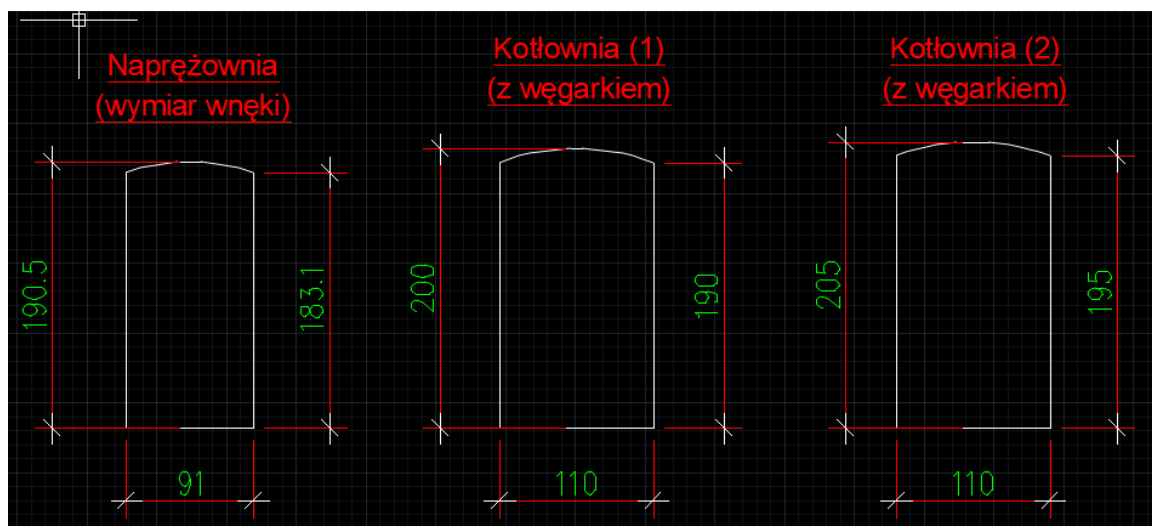 Naprężownia
(wymiar wnęki)
190.5
183.1
91
Kotłownia (1)
(z węgarkiem)
200
190
110
Kotłownia (2)
(z węgarkiem)
205
195
110